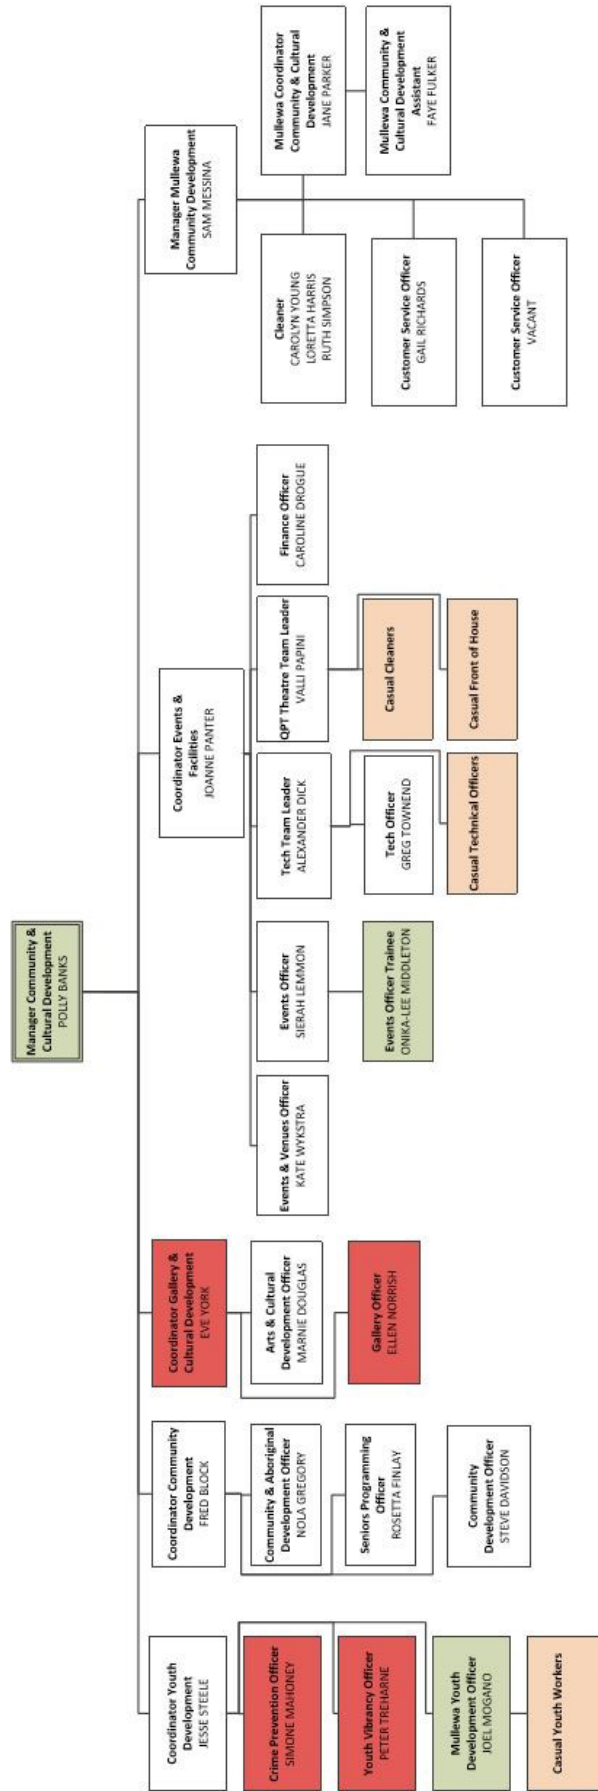 Manager Community &
Cultural Development
POLLY BANKS
Coordinator Youth
Development
JESSE STEELE
Crime Prevention Officer
SIMONE MAHONEY
Youth Vibrancy Officer
PETER TREHARNE
Mullewa Youth
Development Officer
JOEL MOGANO
Casual Youth Workers
Coordinator Community
Development
FRED BLOCK
Community & Aboriginal
Development Officer
NOLA GREGORY
Seniors Programming
Officer
ROSETTA FINLAY
Community
Development Officer
STEVE DAVIDSON
Coordinator Gallery &
Cultural Development
EVE YORK
Arts & Cultural
Development Officer
MARNIE DOUGLAS
Gallery Officer
ELLEN NORRISH
Coordinator Events &
Facilities
JOANNE PANTER
Events & Venues Officer
KATE WYKSTRA
Events Officer
SIERAH LEMMON
Events Officer Trainee
ONIKA-LEE MIDDLETON
Tech Team Leader
ALEXANDER DICK
Tech Officer
GREG TOWNEND
Casual Technical Officers
QPT Theatre Team Leader
VALLI PAPINI
Casual Cleaners
Casual Front of House
Finance Officer
CAROLINE DROGUE
Manager Mullewa
Community Development
SAM MESSINA
Cleaner
CAROLYN YOUNG
LORETTA HARRIS
RUTH SIMPSON
Customer Service Officer
GAIL RICHARDS
Customer Service Officer
VACANT
Mullewa Coordinator
Community & Cultural
Development
JANE PARKER
Mullewa Community &
Cultural Development
Assistant
FAYE FULKER